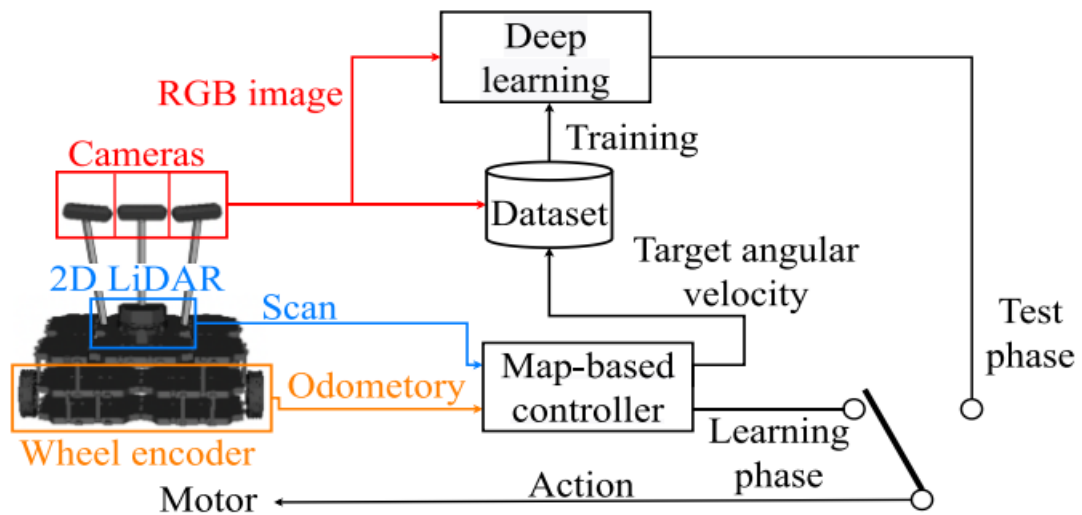 Deep
learning
RGB image
Training
Cameras
Dataset
Target angular
velocity
2D LiDAR
Scan
Test
phase
Map-based
controller
Odometory
Learning
phase
Wheel encoder
Action
Motor